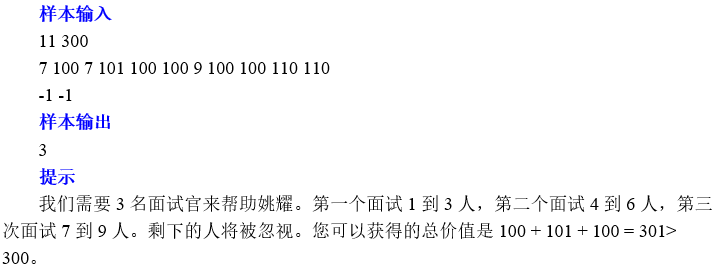 样本输入
11 300
7 100 7 101 100 100 9 100 100 110 110
-1 -1
样本输出
3
提示
我们需要 3 名面试官来帮助姚耀。第一个面试 1 到 3 人，第二个面试 4 到 6 人，第三
次面试 7 到 9 人。剩下的人将被忽视。您可以获得的总价值是 100 + 101 + 100 = 301>
300。